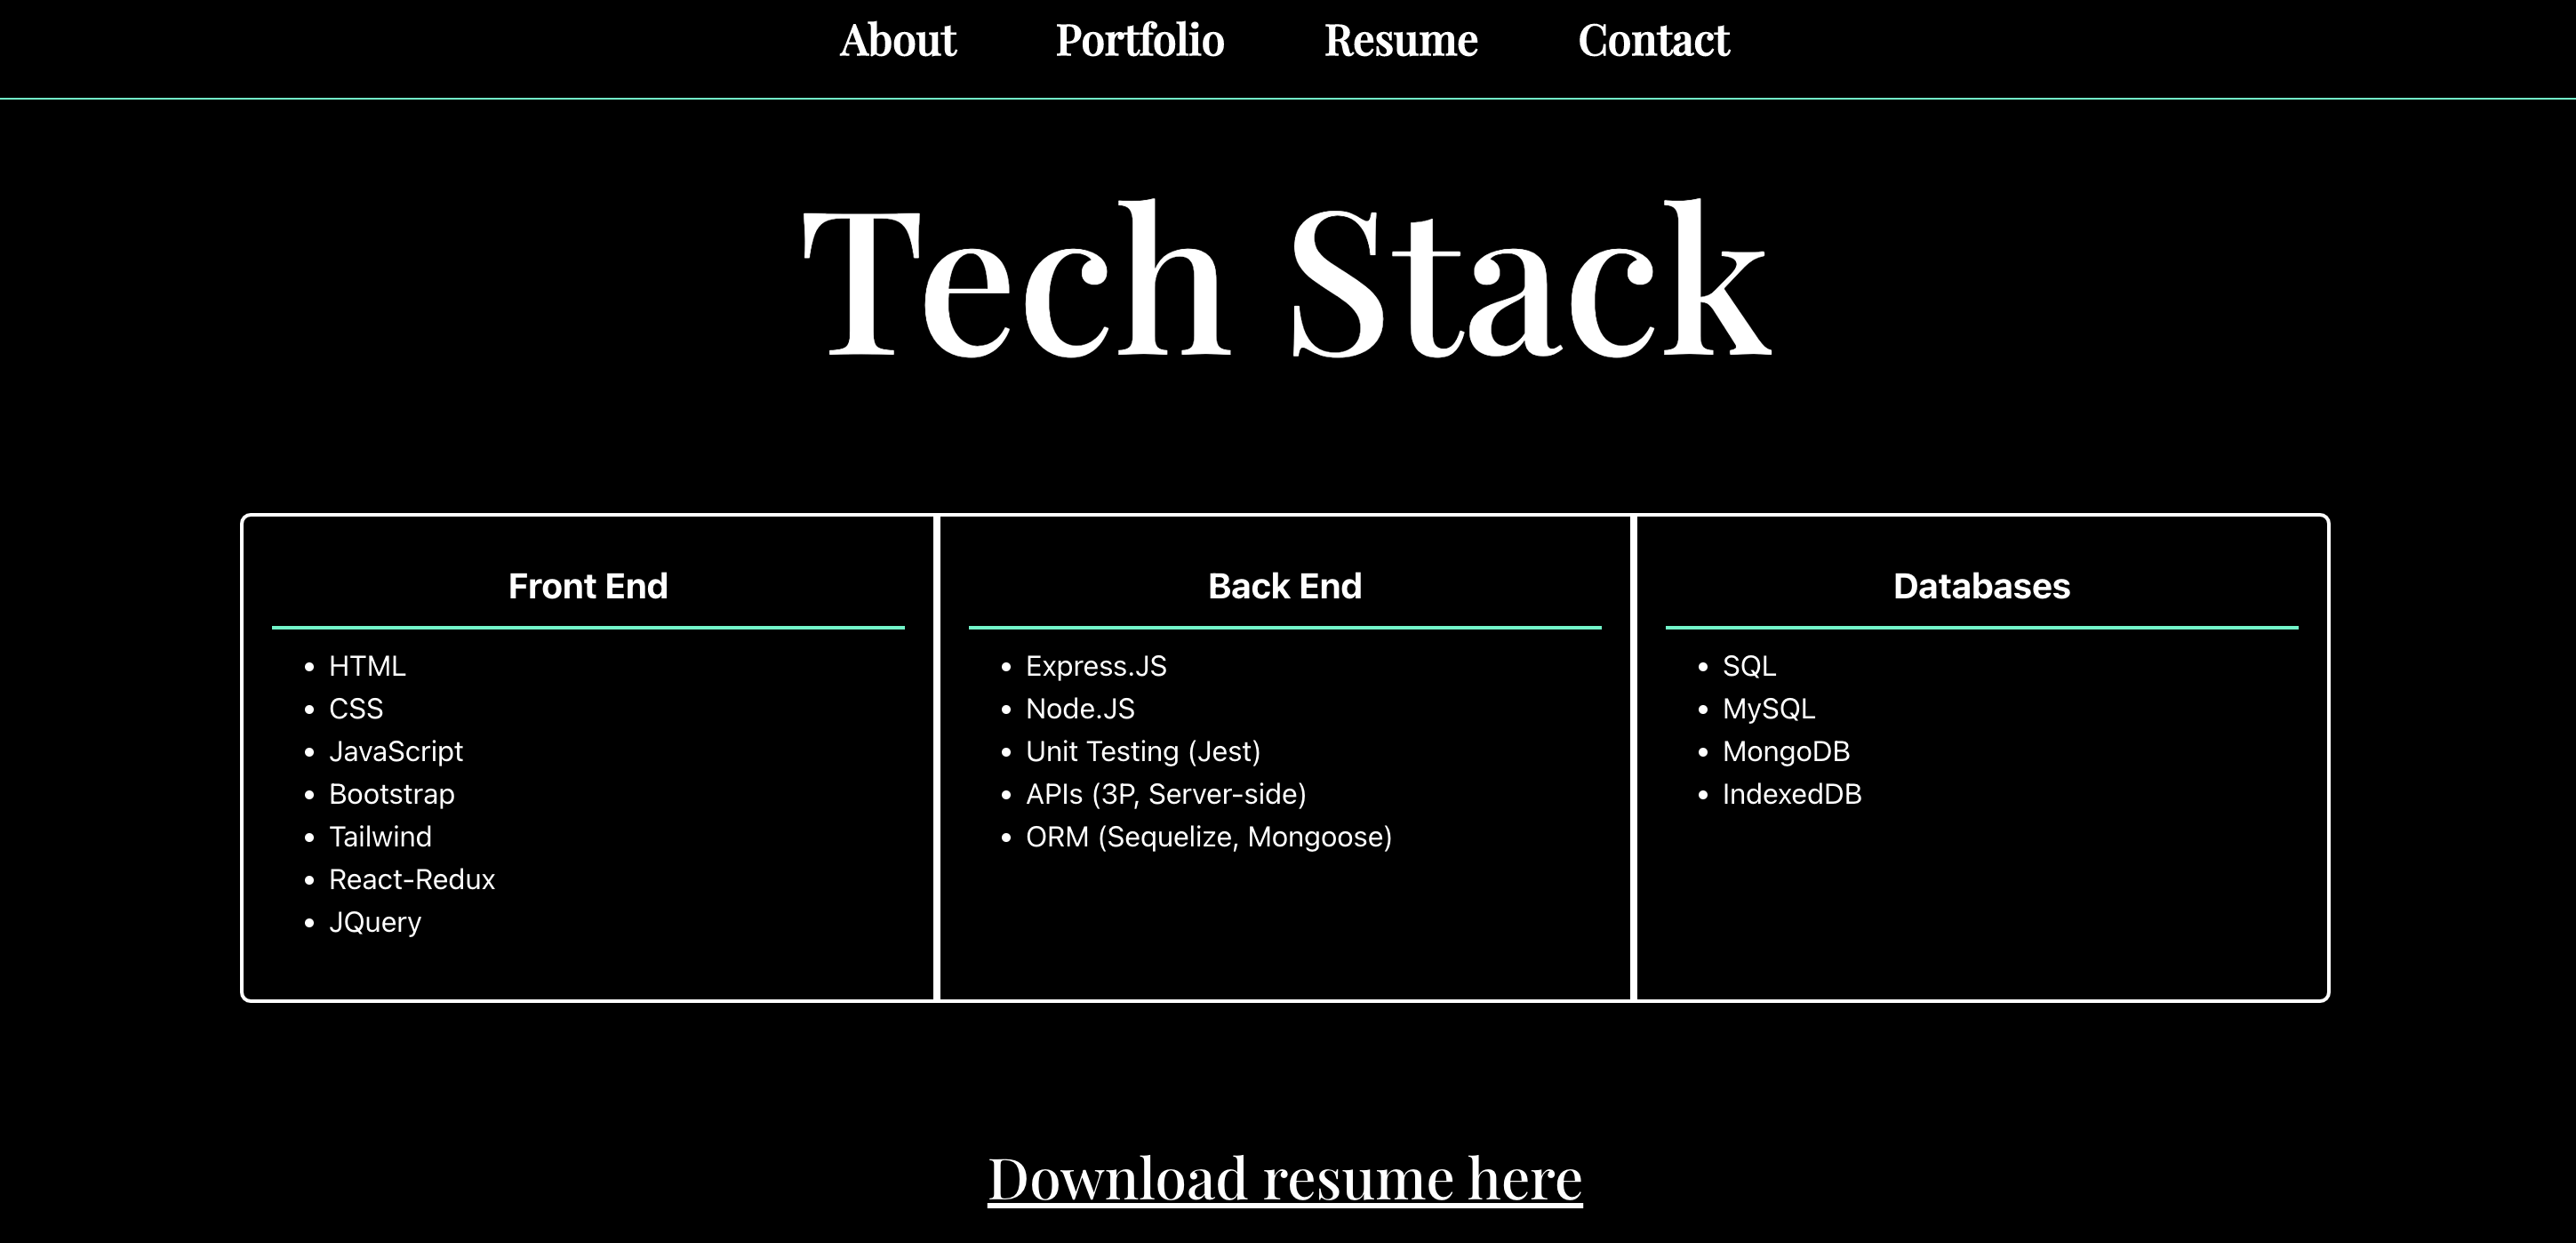 About Portfolio Resume Contact
Tech Stack
Front End
HTML
CSS
JavaScript
Bootstrap
Tailwind
React-Redux
JQuery
Back End
Express.JS
Node.JS
Unit Testing (Jest)
APIs (3P, Server-side)
ORM (Sequelize, Mongoose)
Databases
SQL
MySQL
MongoDB
IndexedDB
Download resume here